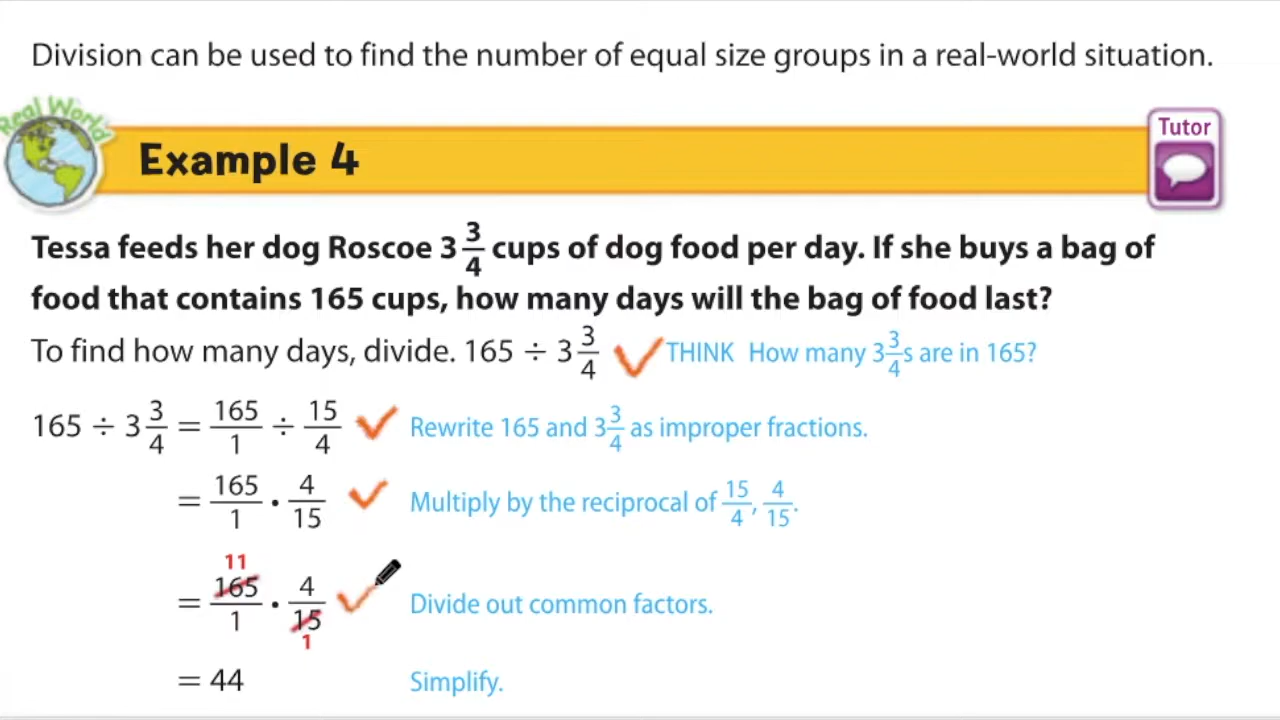 Division can be used to find the number of equal size groups in a real-world situation.
Real World
Example 4
Tutor
Tessa feeds her dog Roscoe 3 3/4 cups of dog food per day. If she buys a bag of
food that contains 165 cups, how many days will the bag of food last?
To find how many days, divide. 165 ÷ 3 3/4 THINK How many 3 3/4s are in 165?
165 ÷ 3 3/4 = 165/1 ÷ 15/4 Rewrite 165 and 3 3/4 as improper fractions.
= 165/1 · 4/15 Multiply by the reciprocal of 15/4, 4/15.
11
= 165/1 · 4/15 Divide out common factors.
1
= 44 Simplify.